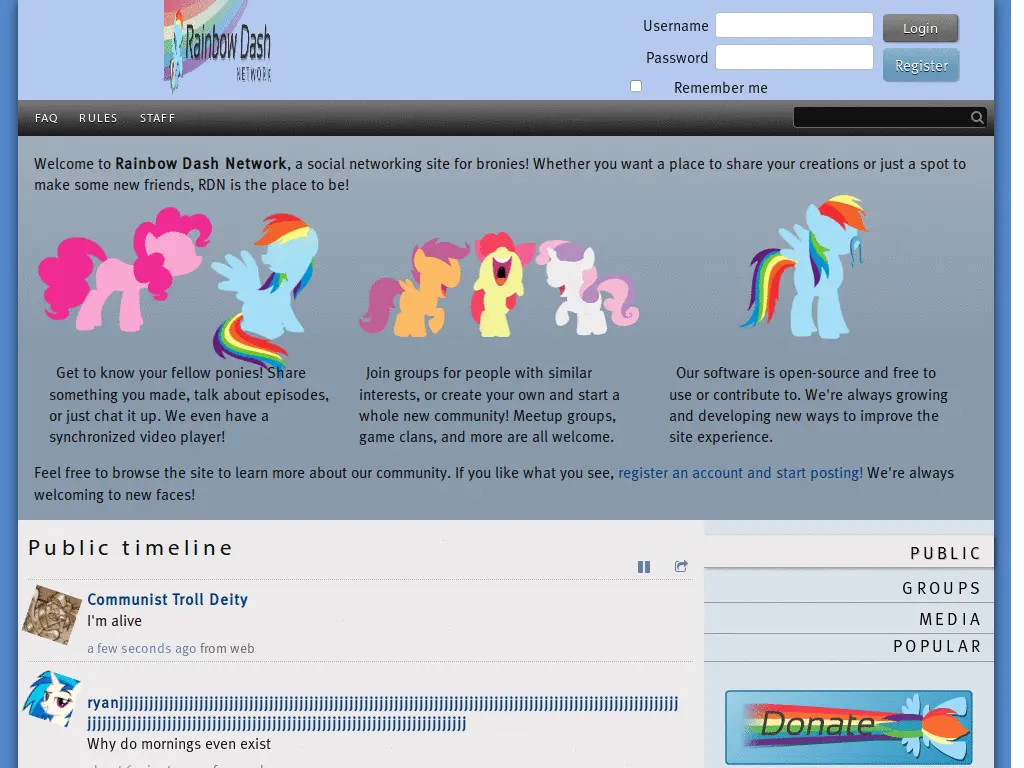 Rainbow Dash
NETWORK
Username
Password
Remember me
Login
Register
FAQ RULES STAFF
Welcome to Rainbow Dash Network, a social networking site for bronies! Whether you want a place to share your creations or just a spot to
make some new friends, RDN is the place to be!
Get to know your fellow ponies! Share
something you made, talk about episodes,
or just chat it up. We even have a
synchronized video player!
Join groups for people with similar
interests, or create your own and start a
whole new community! Meetup groups,
game clans, and more are all welcome.
Our software is open-source and free to
use or contribute to. We're always growing
and developing new ways to improve the
site experience.
Feel free to browse the site to learn more about our community. If you like what you see, register an account and start posting! We're always
welcoming to new faces!
Public timeline
Communist Troll Deity
I'm alive
a few seconds ago from web
Why do mornings even exist
PUBLIC
GROUPS
MEDIA
POPULAR
Donate